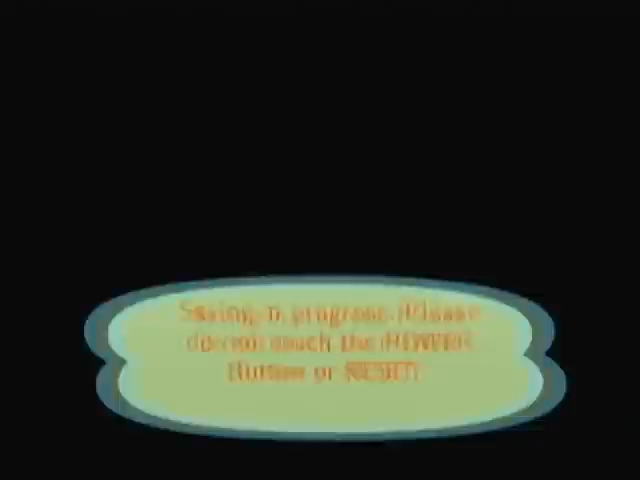 Saving in progress. Please
do not touch the POWER
Button or RESET.